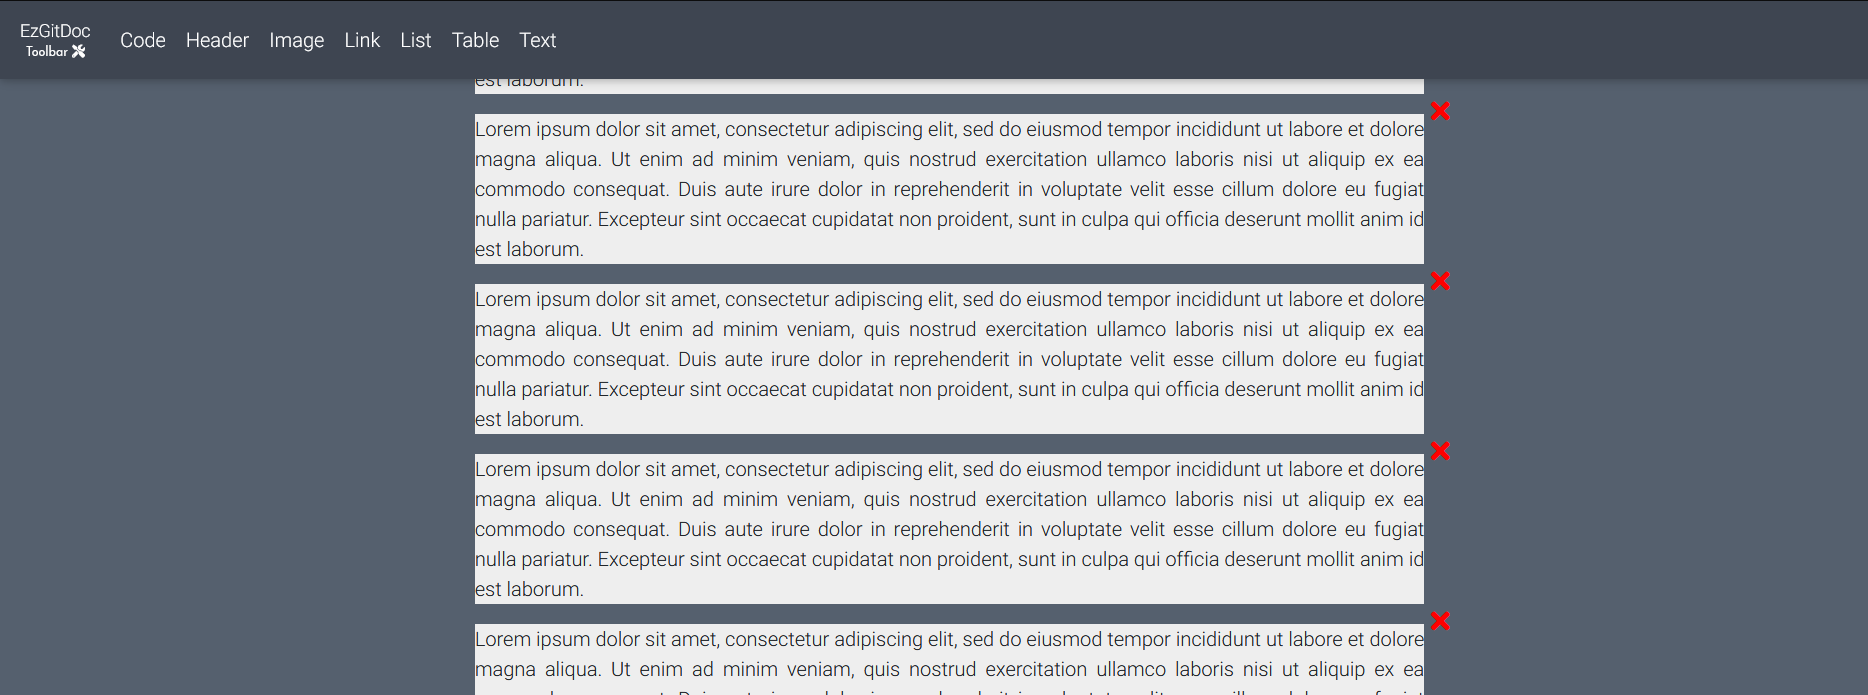 EzGitDoc
Toolbar
Code Header Image Link List Table Text
est laborum.
Lorem ipsum dolor sit amet, consectetur adipiscing elit, sed do eiusmod tempor incididunt ut labore et dolore
magna aliqua. Ut enim ad minim veniam, quis nostrud exercitation ullamco laboris nisi ut aliquip ex ea
commodo consequat. Duis aute irure dolor in reprehenderit in voluptate velit esse cillum dolore eu fugiat
nulla pariatur. Excepteur sint occaecat cupidatat non proident, sunt in culpa qui officia deserunt mollit anim id
est laborum.
Lorem ipsum dolor sit amet, consectetur adipiscing elit, sed do eiusmod tempor incididunt ut labore et dolore
magna aliqua. Ut enim ad minim veniam, quis nostrud exercitation ullamco laboris nisi ut aliquip ex ea
commodo consequat. Duis aute irure dolor in reprehenderit in voluptate velit esse cillum dolore eu fugiat
nulla pariatur. Excepteur sint occaecat cupidatat non proident, sunt in culpa qui officia deserunt mollit anim id
est laborum.
Lorem ipsum dolor sit amet, consectetur adipiscing elit, sed do eiusmod tempor incididunt ut labore et dolore
magna aliqua. Ut enim ad minim veniam, quis nostrud exercitation ullamco laboris nisi ut aliquip ex ea
commodo consequat. Duis aute irure dolor in reprehenderit in voluptate velit esse cillum dolore eu fugiat
nulla pariatur. Excepteur sint occaecat cupidatat non proident, sunt in culpa qui officia deserunt mollit anim id
est laborum.
Lorem ipsum dolor sit amet, consectetur adipiscing elit, sed do eiusmod tempor incididunt ut labore et dolore
magna aliqua. Ut enim ad minim veniam, quis nostrud exercitation ullamco laboris nisi ut aliquip ex ea